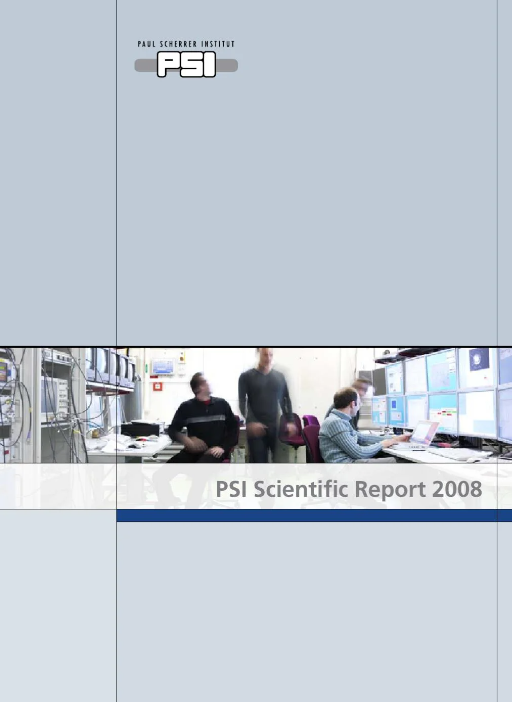 PAUL SCHERRER INSTITUT
PSI
PSI Scientific Report 2008